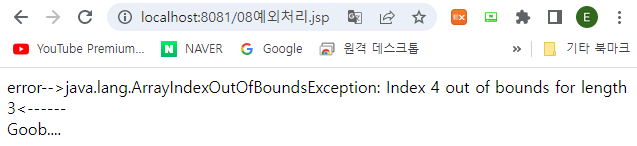 localhost:8081/08예외처리.jsp
E
YouTube Premium... NAVER Google 원격 데스크톱 » 기타 북마크
error-->java.lang.ArrayIndexOutOfBoundsException: Index 4 out of bounds for length
3<------
Goob....